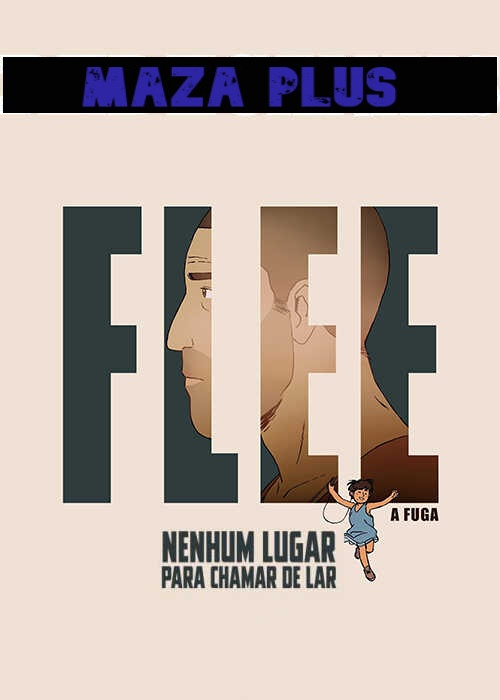 MAZA PLUS
FLEE
A FUGA
NENHUM LUGAR
PARA CHAMAR DE LAR